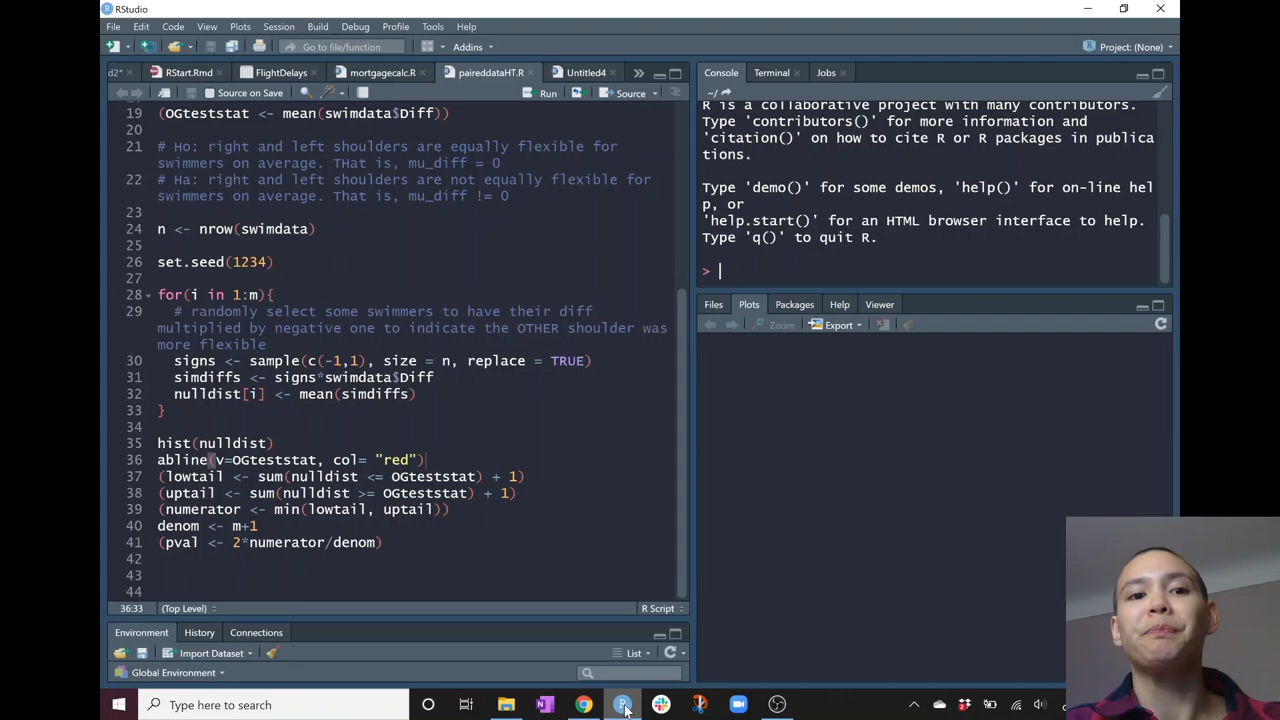 RStudio
File Edit View Plots Session Build Debug Profile Tools Help
Code
Go to file/function Addins Project: (None)
d2* RStart.Rmd FlightDelays mortgagecalc.R paireddataHT.R Untitled4
Source on Save Run Source
19 (OGteststat <- mean(swimdata$Diff))
20
21 # Ho: right and left shoulders are equally flexible for
swimmers on average. THat is, mu_diff = 0
22 # Ha: right and left shoulders are not equally flexible for
swimmers on average. THat is, mu_diff != 0
23
24 n <- nrow(swimdata)
25
26 set.seed(1234)
27
28 for(i in 1:m){
29 # randomly select some swimmers to have their diff
multiplied by negative one to indicate the OTHER shoulder was
more flexible
30 signs <- sample(c(-1,1), size = n, replace = TRUE)
31 simdiffs <- signs*swimdata$Diff
32 nulldist[i] <- mean(simdiffs)
33 }
34
35 hist(nulldist)
36 abline(v=OGteststat, col= "red")
37 (lowtail <- sum(nulldist <= OGteststat) + 1)
38 (uptail <- sum(nulldist >= OGteststat) + 1)
39 (numerator <- min(lowtail, uptail))
40 denom <- m+1
41 (pval <- 2*numerator/denom)
42
43
44
36:33 (Top Level) R Script
Environment History Connections
Import Dataset List
Global Environment
Console Terminal Jobs
~/
R is a collaborative project with many contributors.
Type 'contributors()' for more information and
'citation()' on how to cite R or R packages in publica
tions.
Type 'demo()' for some demos, 'help()' for on-line hel
p, or
'help.start()' for an HTML browser interface to help.
Type 'q()' to quit R.
>
Files Plots Packages Help Viewer
Zoom Export
Type here to search